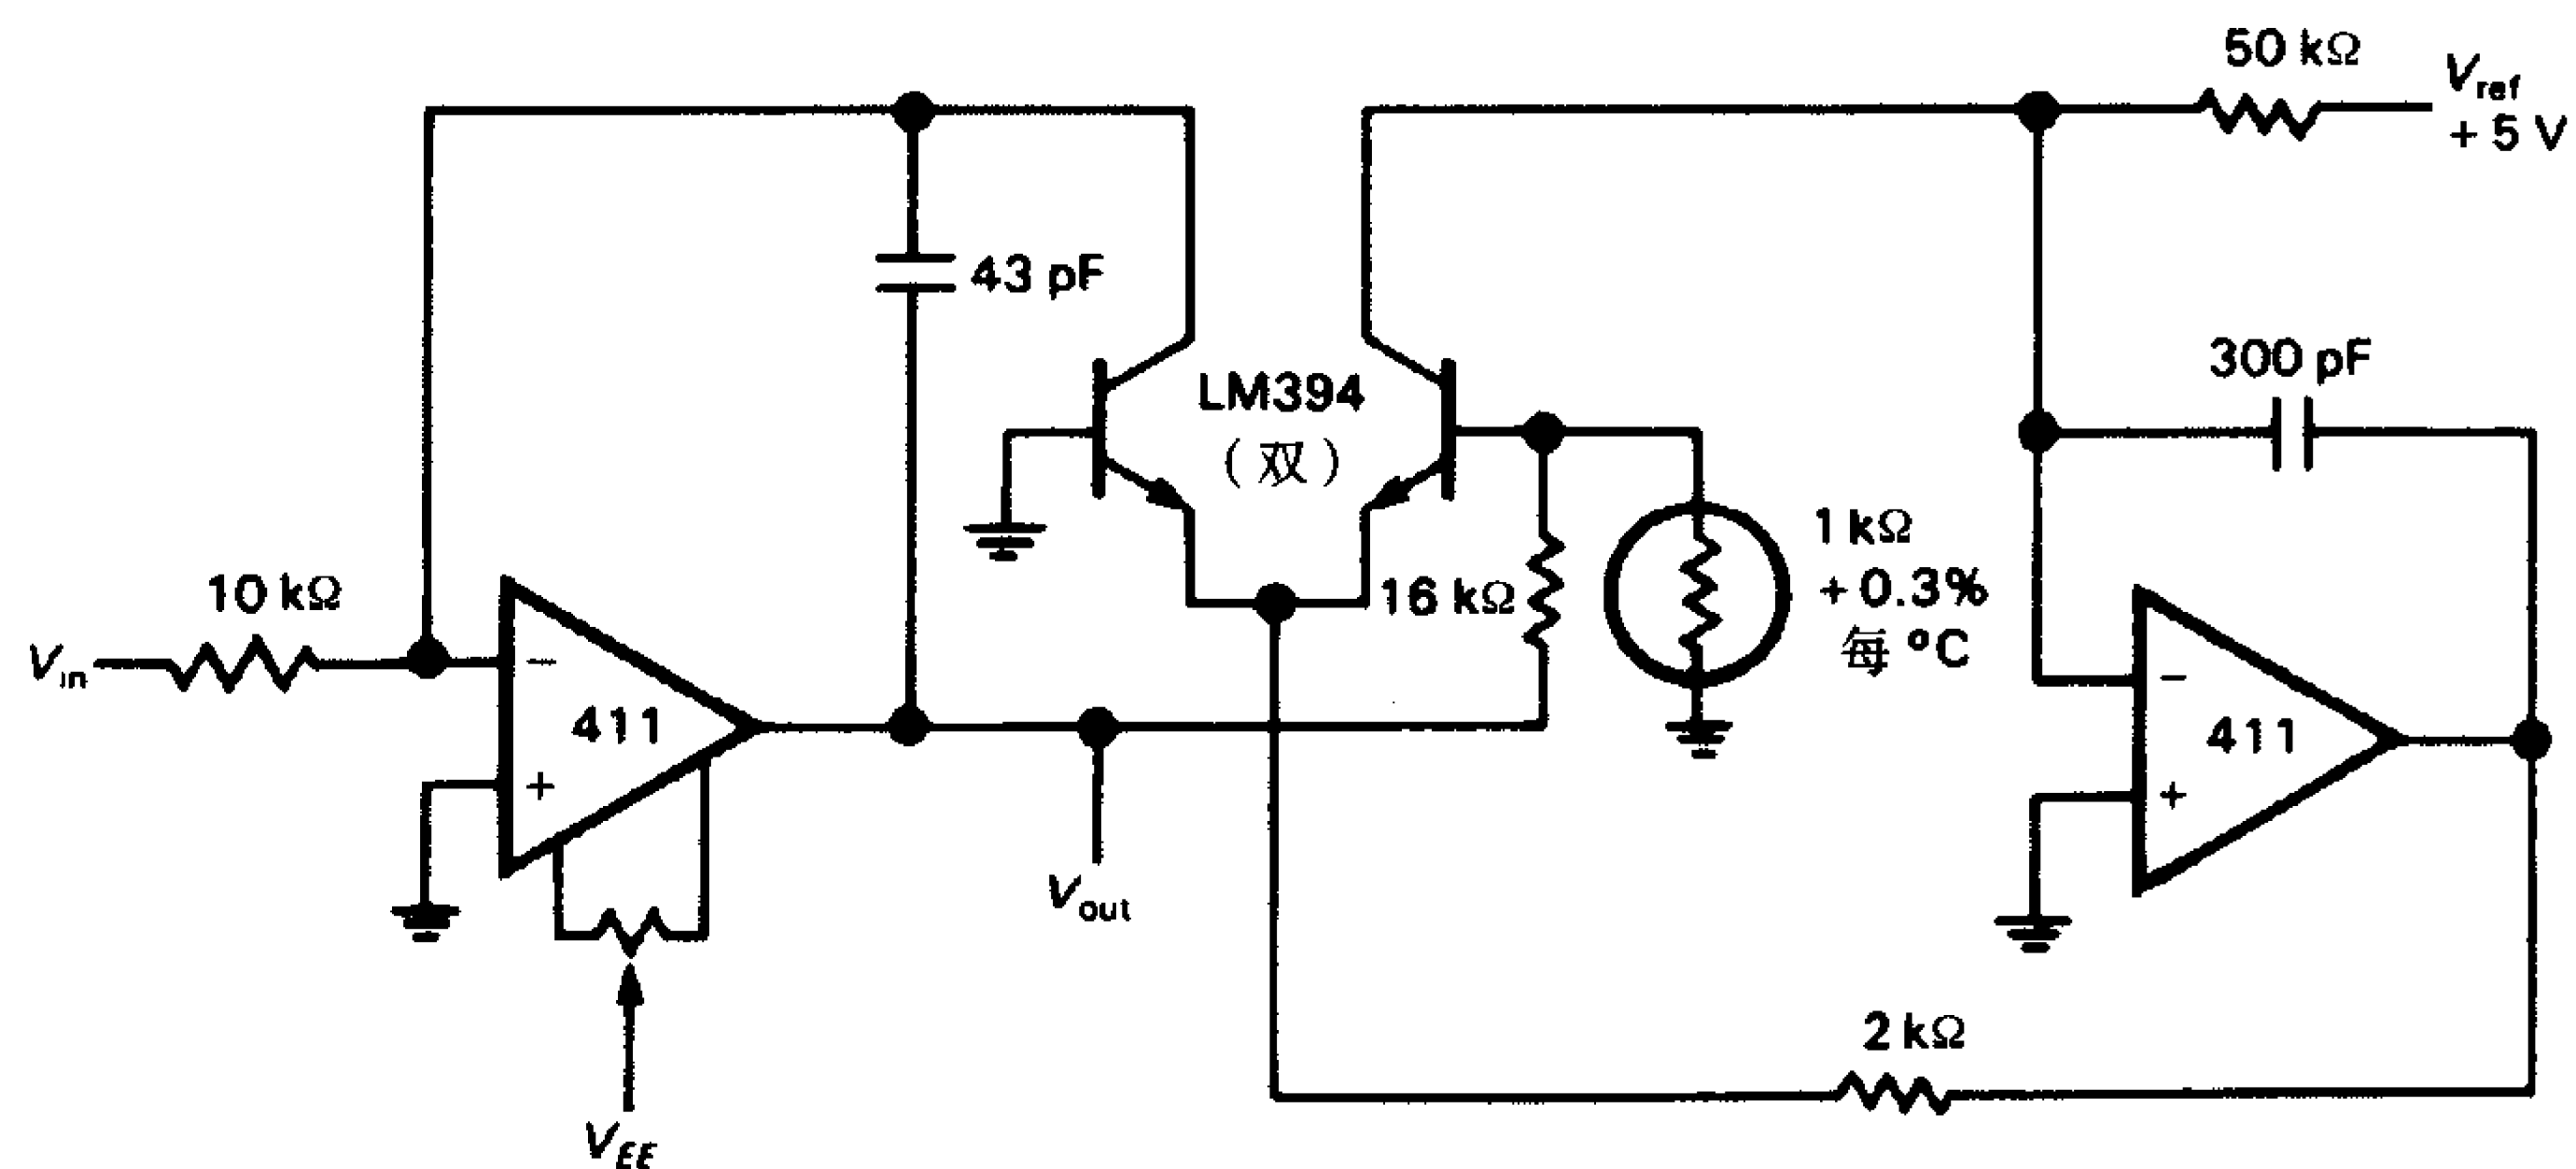 50 kΩ
Vref
+ 5 V
43 pF
LM394
（双）
300 pF
10 kΩ
Vin
−
411
+
16 kΩ
1 kΩ
+ 0.3%
每 °C
−
411
+
Vout
2 kΩ
VEE